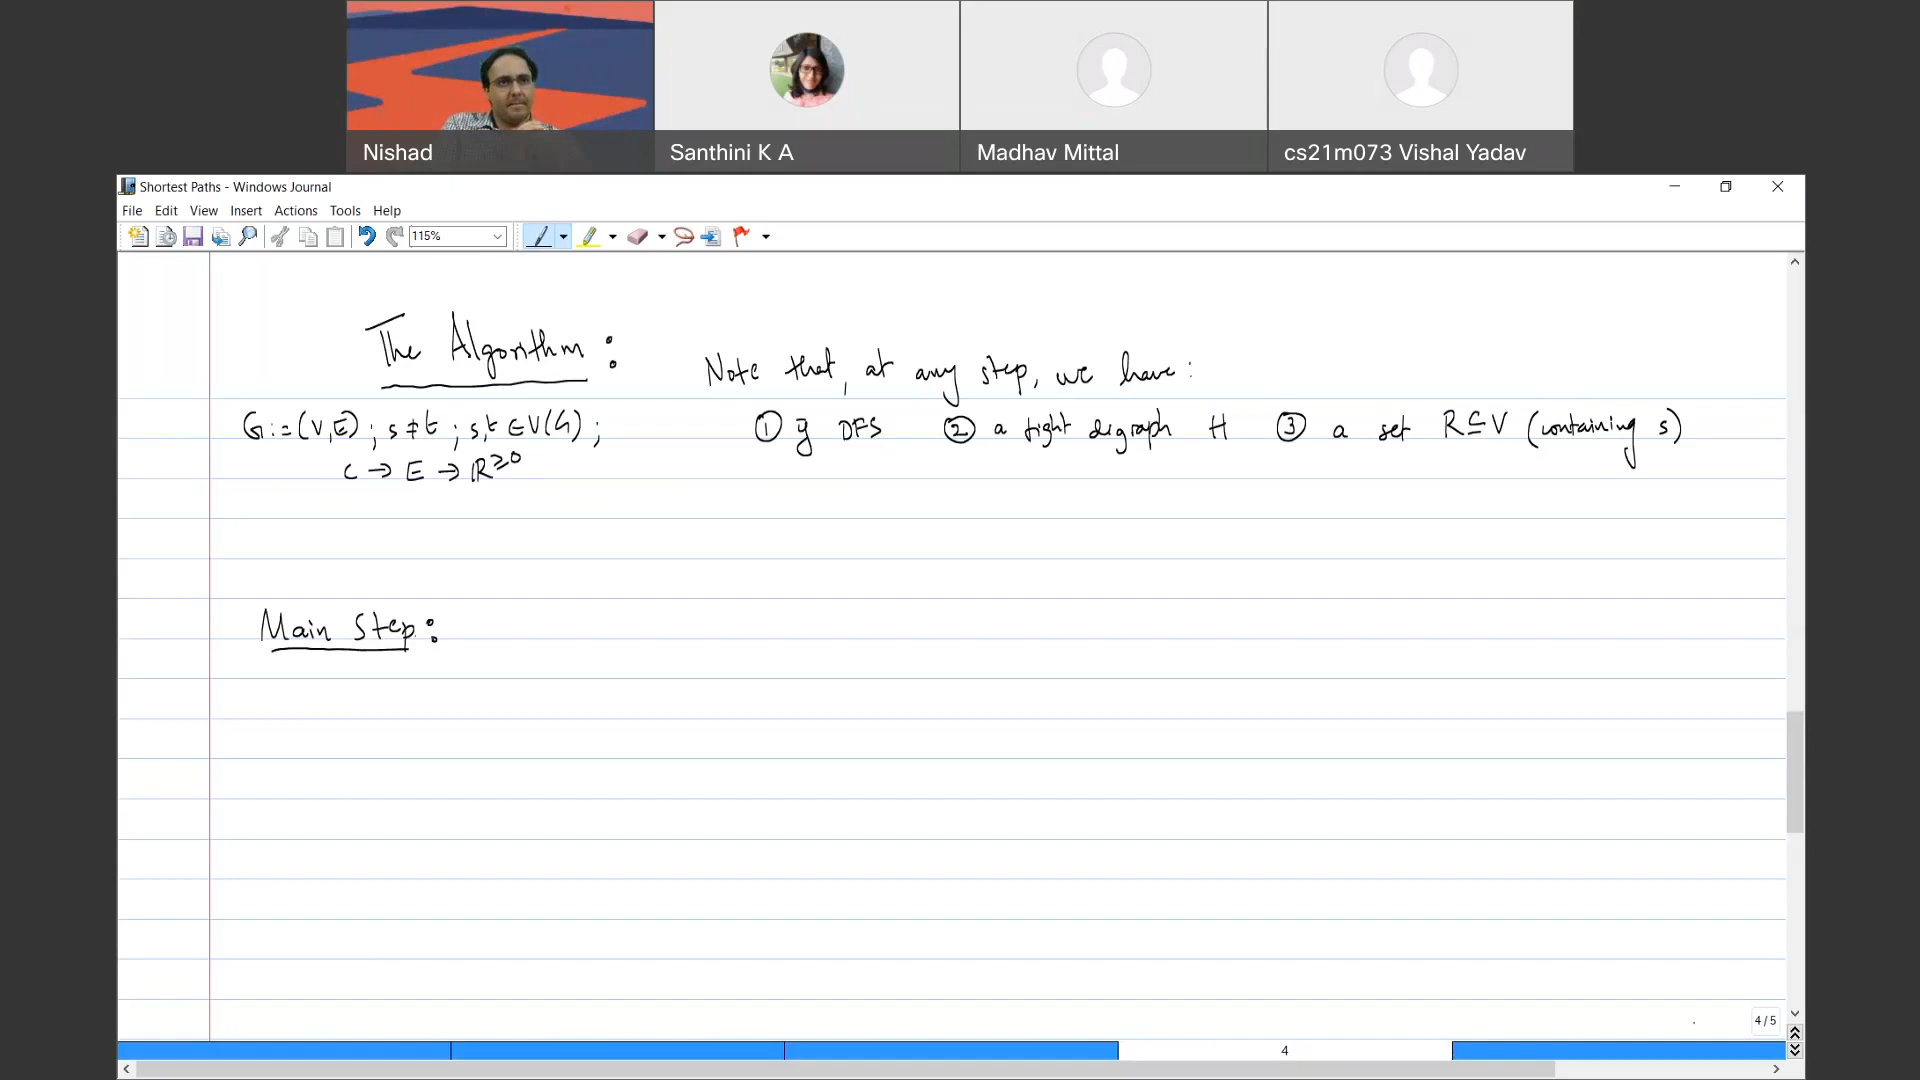 Nishad
Santhini K A
Madhav Mittal
cs21m073 Vishal Yadav
Shortest Paths - Windows Journal
File Edit View Insert Actions Tools Help
115%
The Algorithm:
Note that, at any step, we have:
G:=(V,E); s≠t; s,t ∈V(G);
① ȳ DFS ② a tight digraph H ③ a set R⊆V (containing s)
c → E → ℝ≥0
Main Step:
4/5
4